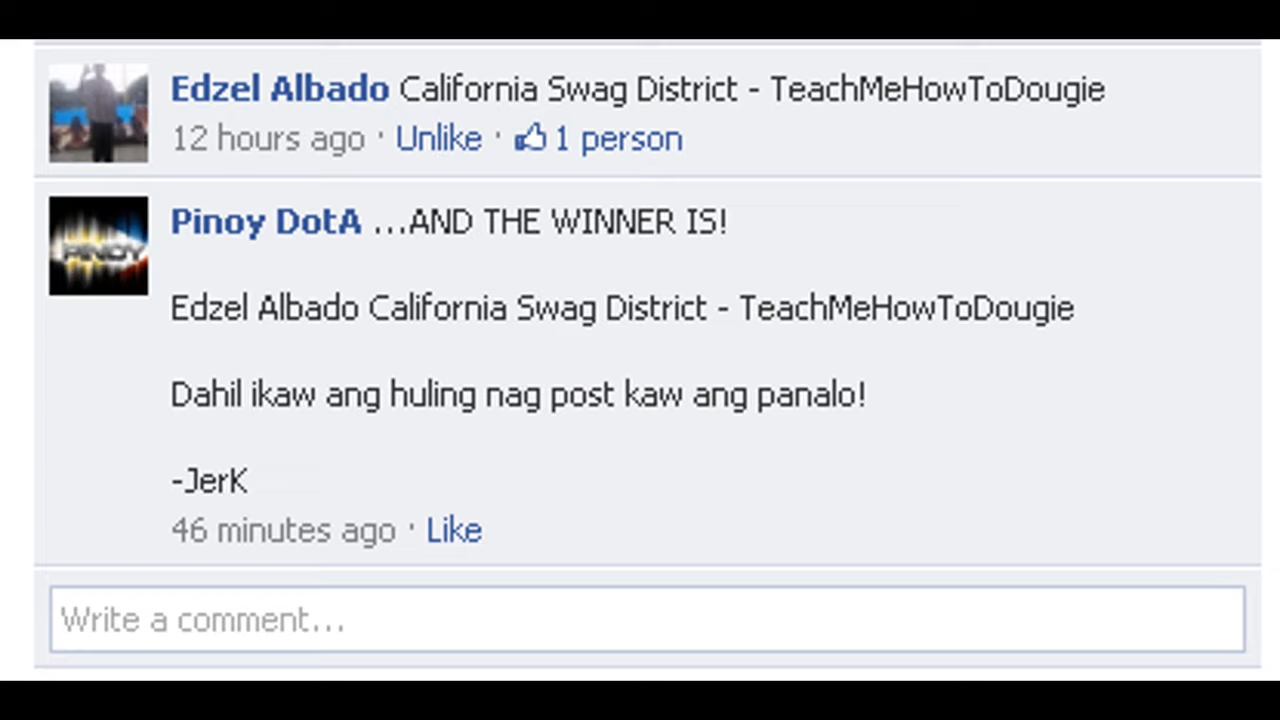 Edzel Albado California Swag District - TeachMeHowToDougie
12 hours ago · Unlike · 1 person
PINOY
Pinoy DotA ...AND THE WINNER IS!
Edzel Albado California Swag District - TeachMeHowToDougie
Dahil ikaw ang huling nag post kaw ang panalo!
-JerK
46 minutes ago · Like
Write a comment...